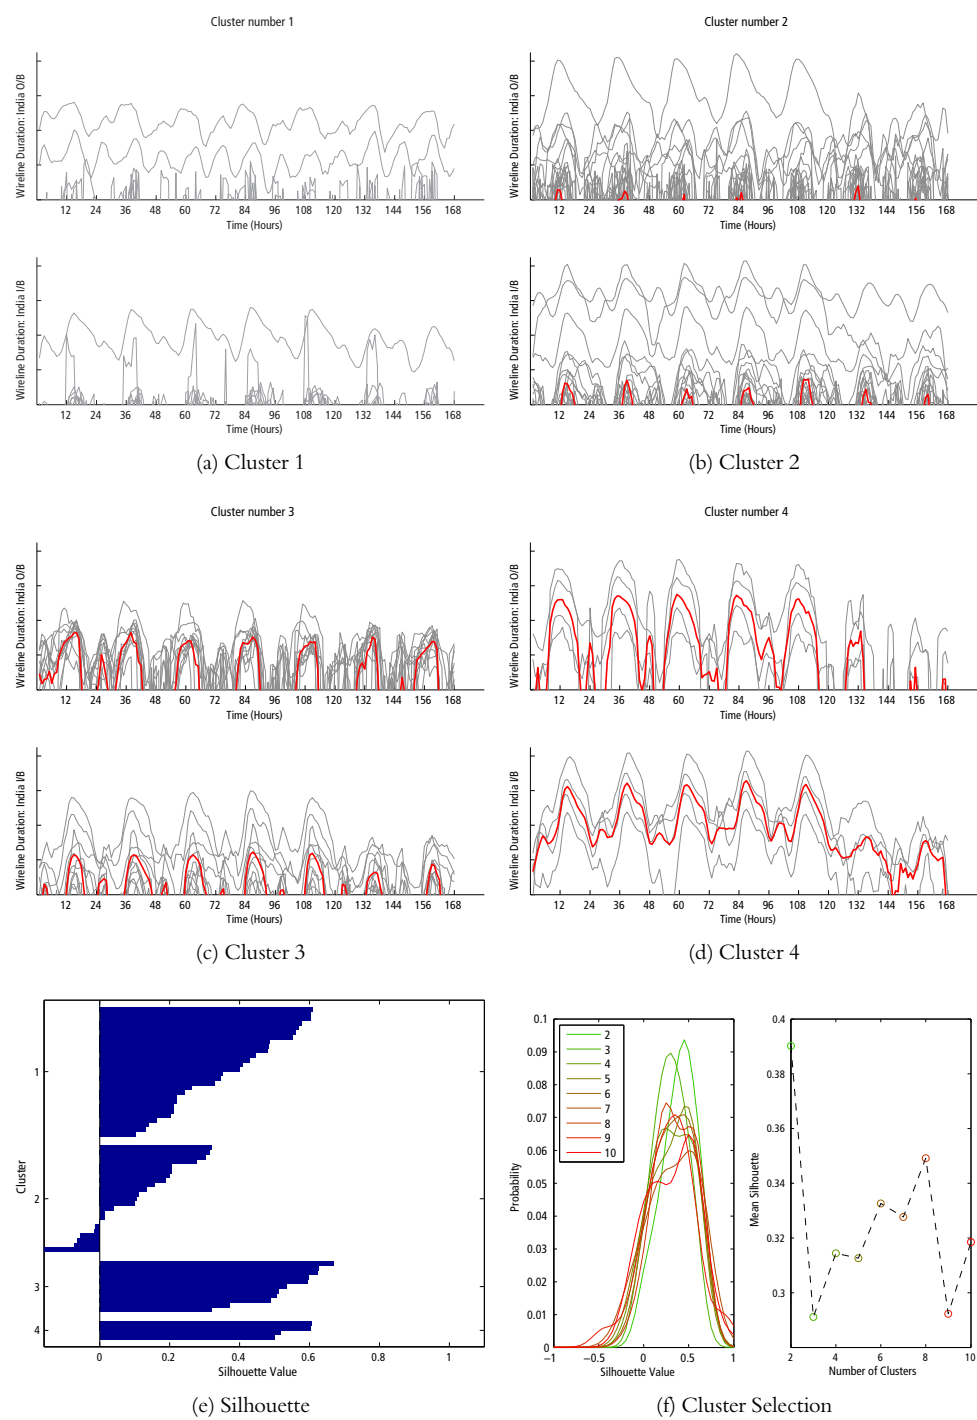 Cluster number 1
Cluster number 2
Wireline Duration: India O/B
12 24 36 48 60 72 84 96 108 120 132 144 156 168
Time (Hours)
Wireline Duration: India O/B
12 24 36 48 60 72 84 96 108 120 132 144 156 168
Time (Hours)
Wireline Duration: India I/B
12 24 36 48 60 72 84 96 108 120 132 144 156 168
Time (Hours)
Wireline Duration: India I/B
12 24 36 48 60 72 84 96 108 120 132 144 156 168
Time (Hours)
(a) Cluster 1
(b) Cluster 2
Cluster number 3
Cluster number 4
Wireline Duration: India O/B
12 24 36 48 60 72 84 96 108 120 132 144 156 168
Time (Hours)
Wireline Duration: India O/B
12 24 36 48 60 72 84 96 108 120 132 144 156 168
Time (Hours)
Wireline Duration: India I/B
12 24 36 48 60 72 84 96 108 120 132 144 156 168
Time (Hours)
Wireline Duration: India I/B
12 24 36 48 60 72 84 96 108 120 132 144 156 168
Time (Hours)
(c) Cluster 3
(d) Cluster 4
Cluster
1
2
3
4
0 0.2 0.4 0.6 0.8 1
Silhouette Value
Probability
0.1
0.09
0.08
0.07
0.06
0.05
0.04
0.03
0.02
0.01
0
2
3
4
5
6
7
8
9
10
−1 −0.5 0 0.5 1
Silhouette Value
Mean Silhouette
0.4
0.38
0.36
0.34
0.32
0.3
2 4 6 8 10
Number of Clusters
(e) Silhouette
(f) Cluster Selection